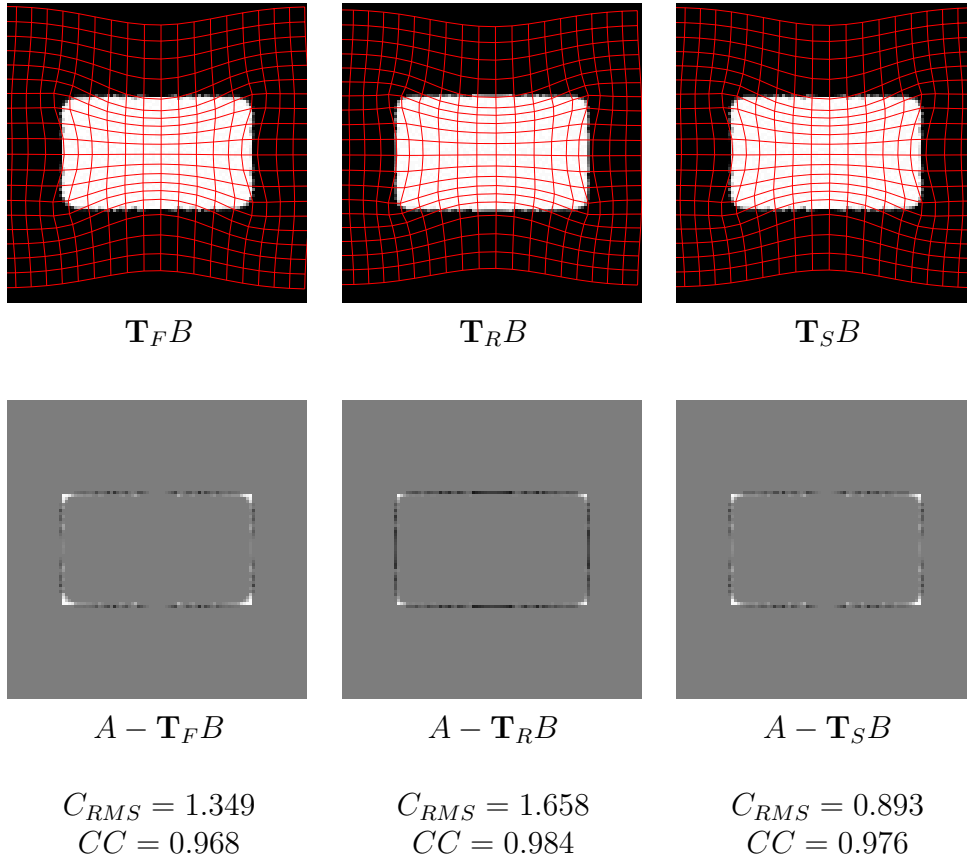 T_F B T_R B T_S B
A − T_F B A − T_R B A − T_S B
C_RMS = 1.349 C_RMS = 1.658 C_RMS = 0.893
CC = 0.968 CC = 0.984 CC = 0.976